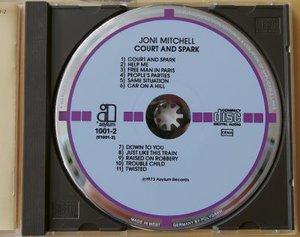 JONI MITCHELL
COURT AND SPARK
1) COURT AND SPARK
2) HELP ME
3) FREE MAN IN PARIS
4) PEOPLE'S PARTIES
5) SAME SITUATION
6) CAR ON A HILL
asylum
1001-2
(01001-2)
COMPACT
disc
DIGITAL AUDIO
GEMA
7) DOWN TO YOU
8) JUST LIKE THIS TRAIN
9) RAISED ON ROBBERY
10) TROUBLE CHILD
11) TWISTED
℗1973 Asylum Records
MADE IN WEST GERMANY BY POLYGRAM